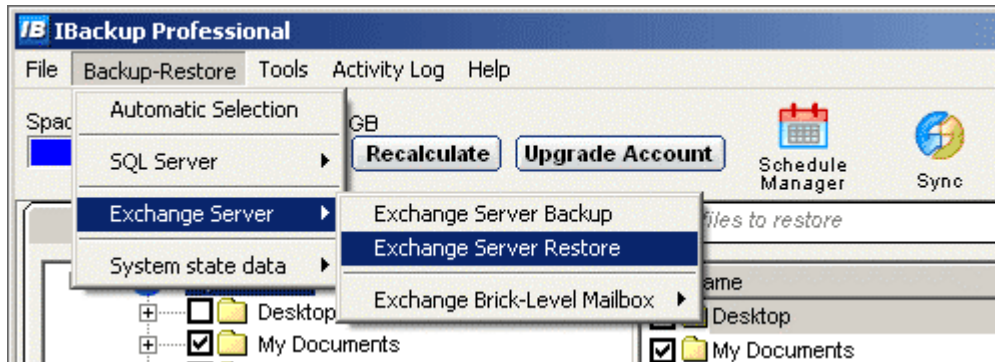 IB IBackup Professional
File Backup-Restore Tools Activity Log Help
Automatic Selection
SQL Server
Exchange Server
System state data
GB
Recalculate Upgrade Account
Schedule
Manager
Sync
Exchange Server Backup
Exchange Server Restore
Exchange Brick-Level Mailbox
files to restore
Desktop
My Documents
Desktop
My Documents